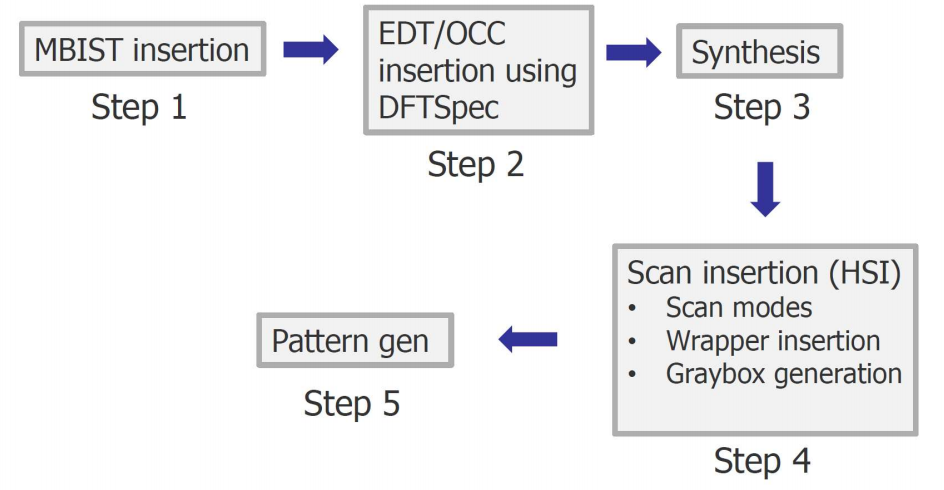 MBIST insertion
Step 1
EDT/OCC
insertion using
DFTSpec
Step 2
Synthesis
Step 3
Scan insertion (HSI)
• Scan modes
• Wrapper insertion
• Graybox generation
Step 4
Pattern gen
Step 5